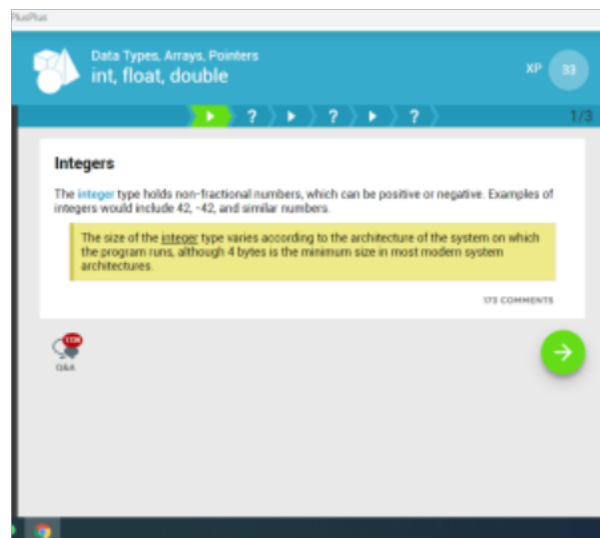 PlusPlus
Data Types, Arrays, Pointers
int, float, double
XP 33
? ? ?
1/3
Integers
The integer type holds non-fractional numbers, which can be positive or negative. Examples of
integers would include 42, -42, and similar numbers.
The size of the integer type varies according to the architecture of the system on which
the program runs, although 4 bytes is the minimum size in most modern system
architectures.
173 COMMENTS
Q&A